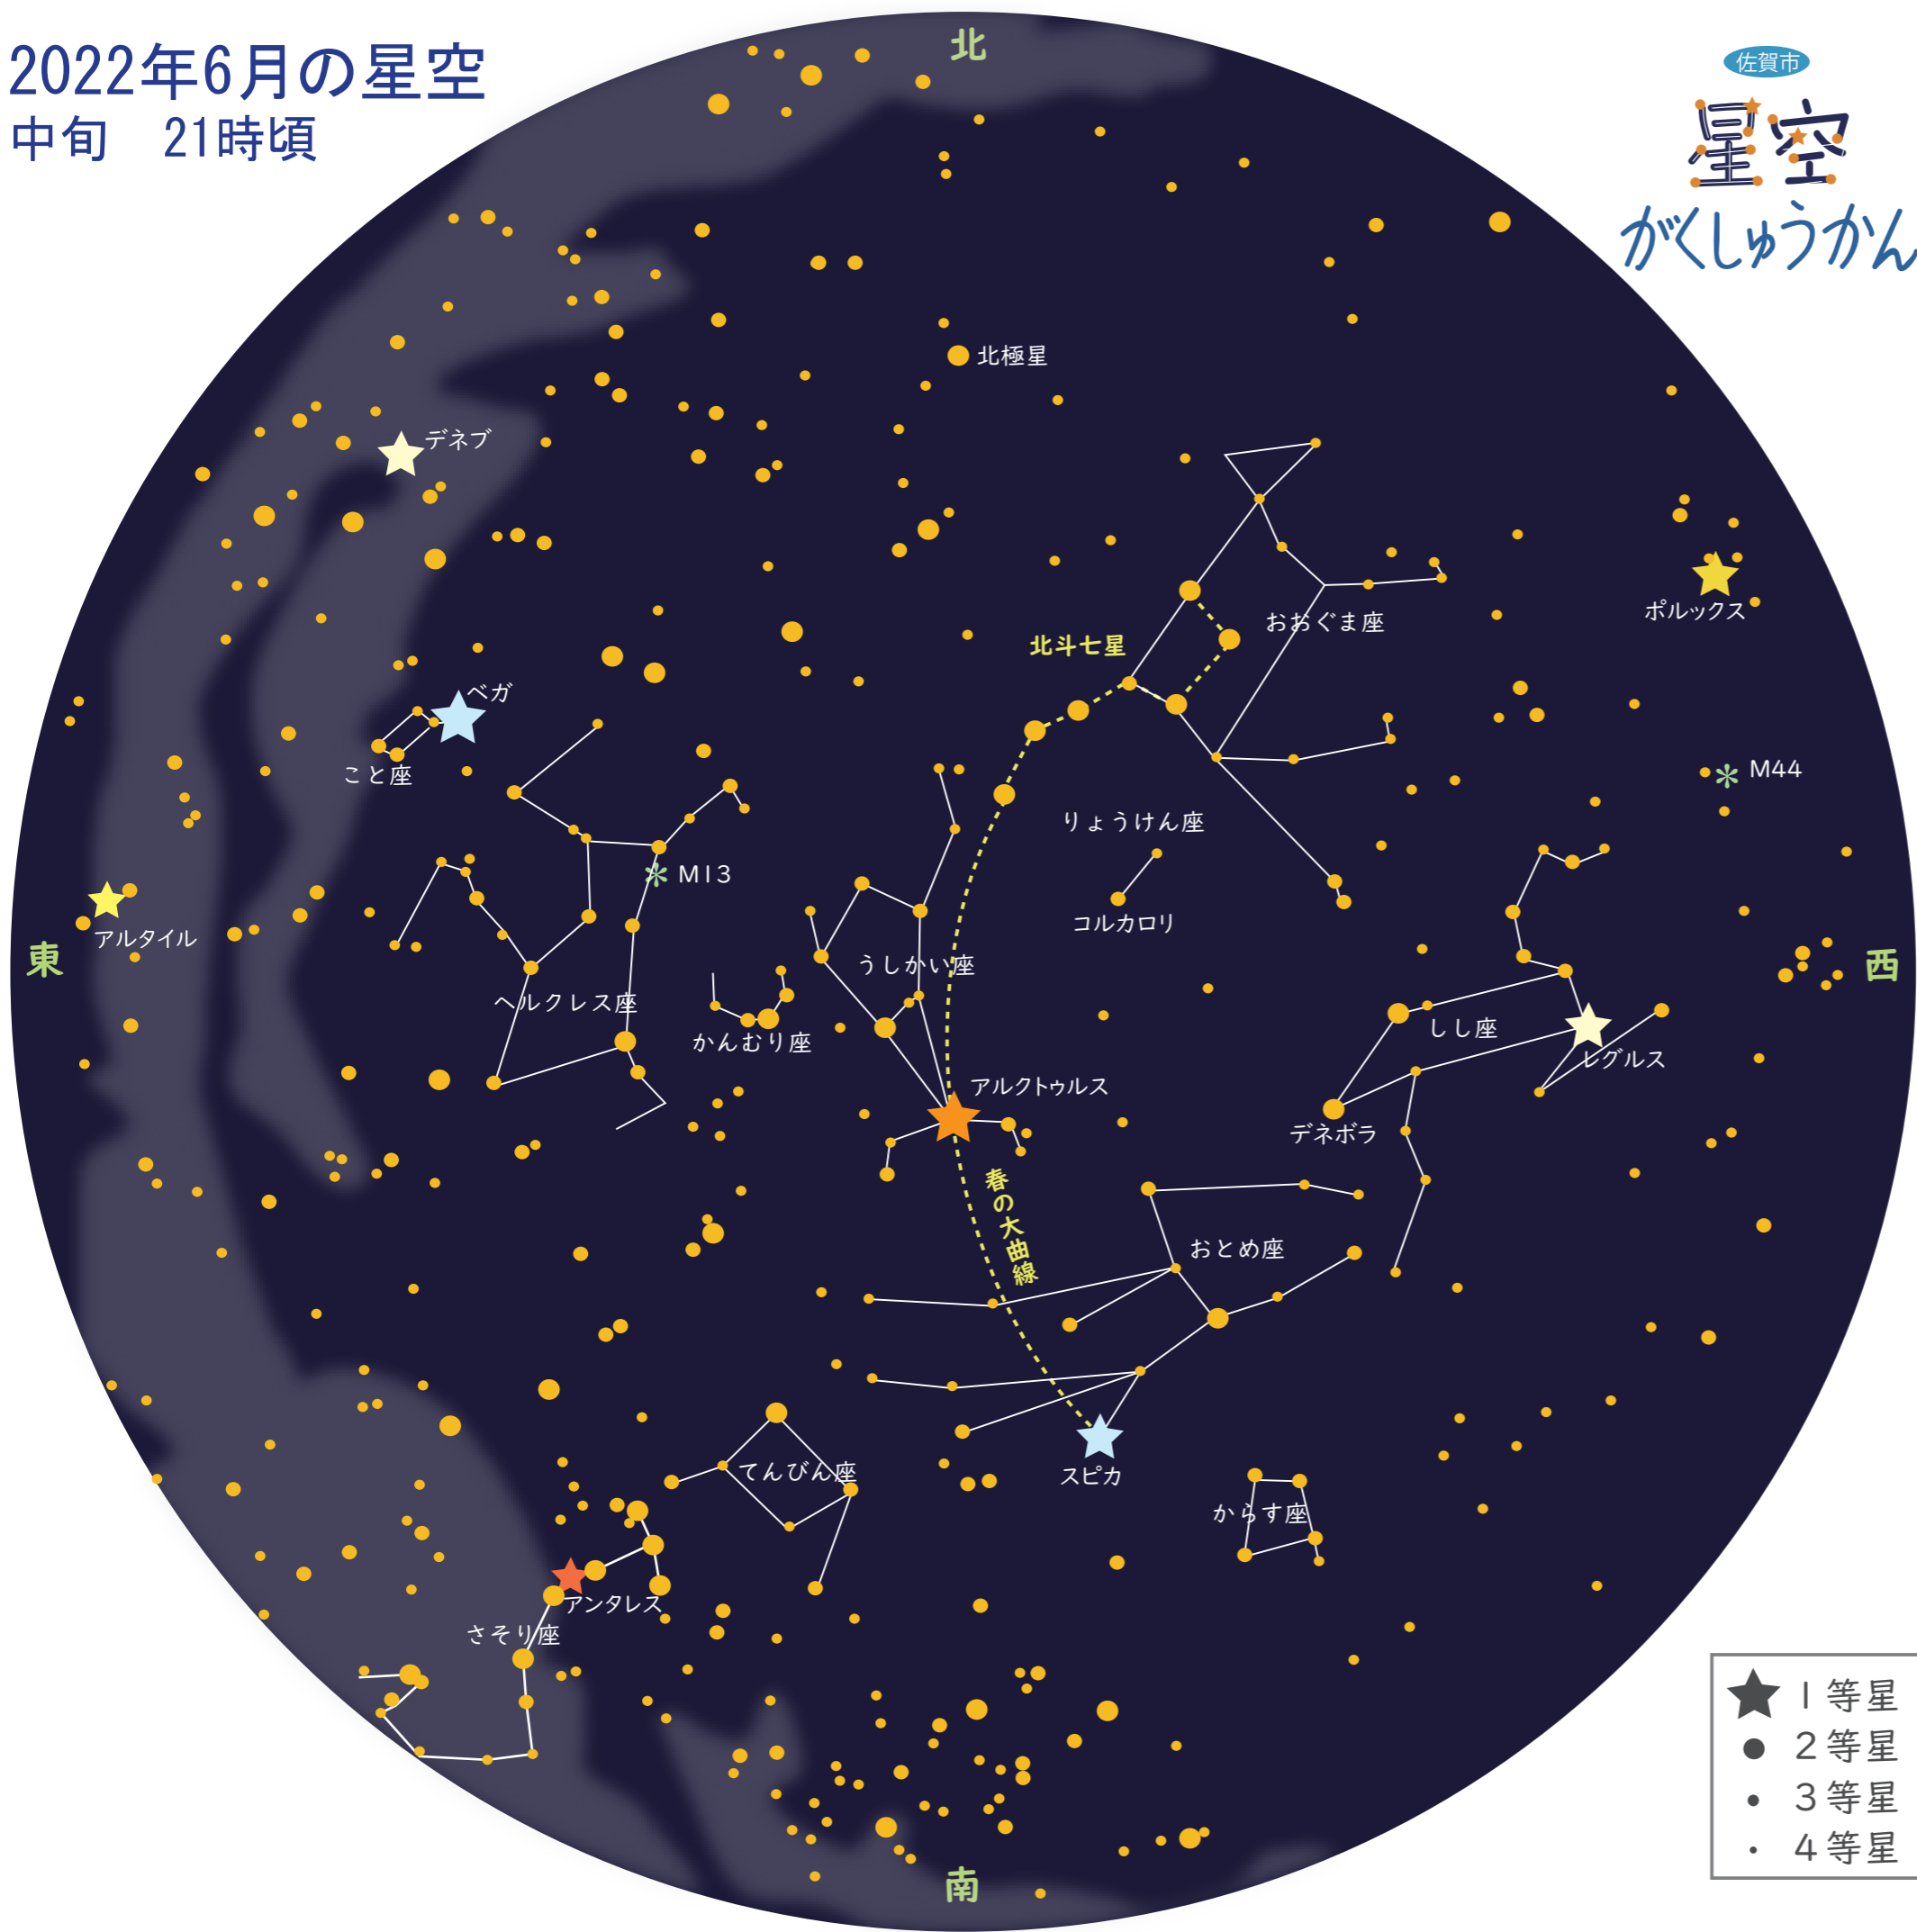 2022年6月の星空
中旬　21時頃
佐賀市
星空
がくしゅうかん
北
北極星
デネブ
おおぐま座
ポルックス
北斗七星
ベガ
こと座
M44
りょうけん座
M13
コルカロリ
アルタイル
東
うしかい座
西
ヘルクレス座
かんむり座
しし座
レグルス
アルクトゥルス
デネボラ
春の大曲線
おとめ座
てんびん座
スピカ
からす座
アンタレス
さそり座
南
1等星
2等星
3等星
4等星